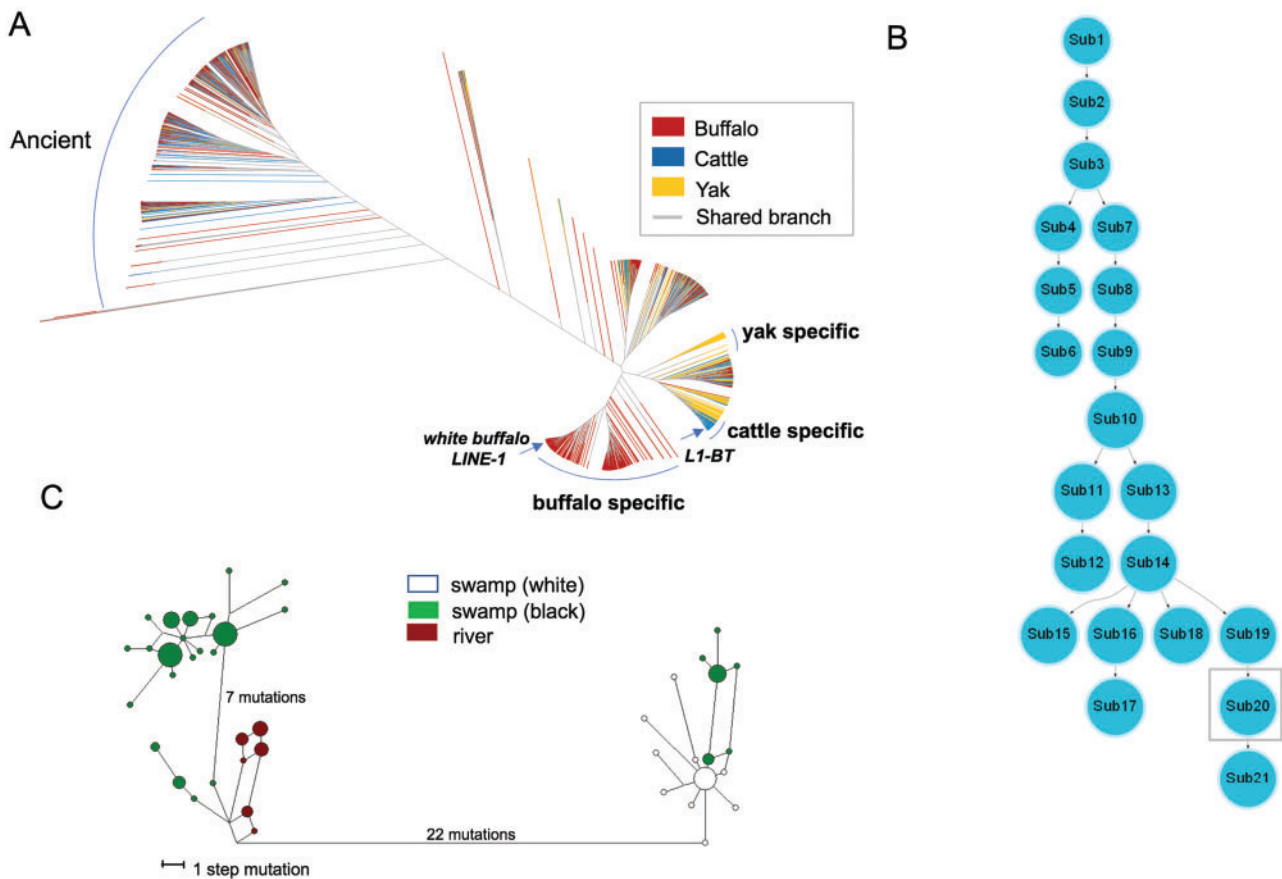 A
Ancient
Buffalo
Cattle
Yak
Shared branch
yak specific
cattle specific
L1-BT
white buffalo
LINE-1
buffalo specific
B
Sub1
Sub2
Sub3
Sub4 Sub7
Sub5 Sub8
Sub6 Sub9
Sub10
Sub11 Sub13
Sub12 Sub14
Sub15 Sub16 Sub18 Sub19
Sub17 Sub20
Sub21
C
swamp (white)
swamp (black)
river
7 mutations
22 mutations
1 step mutation